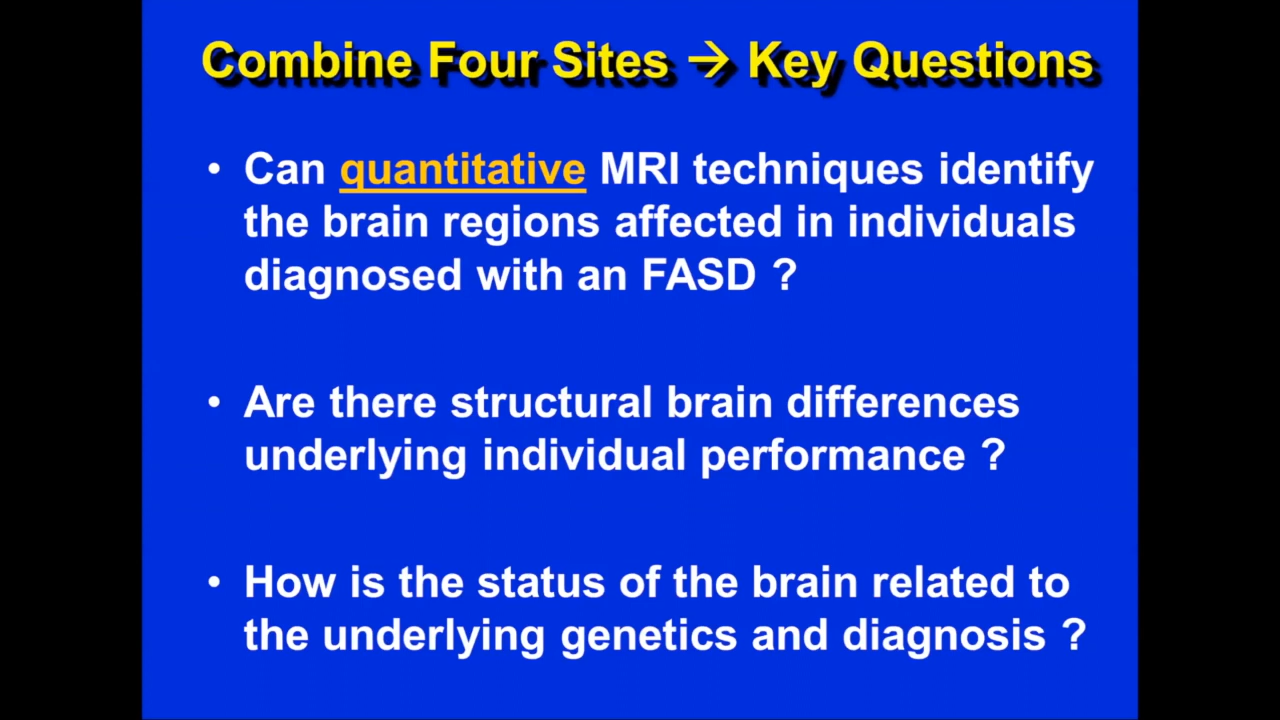 Combine Four Sites → Key Questions
• Can quantitative MRI techniques identify
the brain regions affected in individuals
diagnosed with an FASD ?
• Are there structural brain differences
underlying individual performance ?
• How is the status of the brain related to
the underlying genetics and diagnosis ?